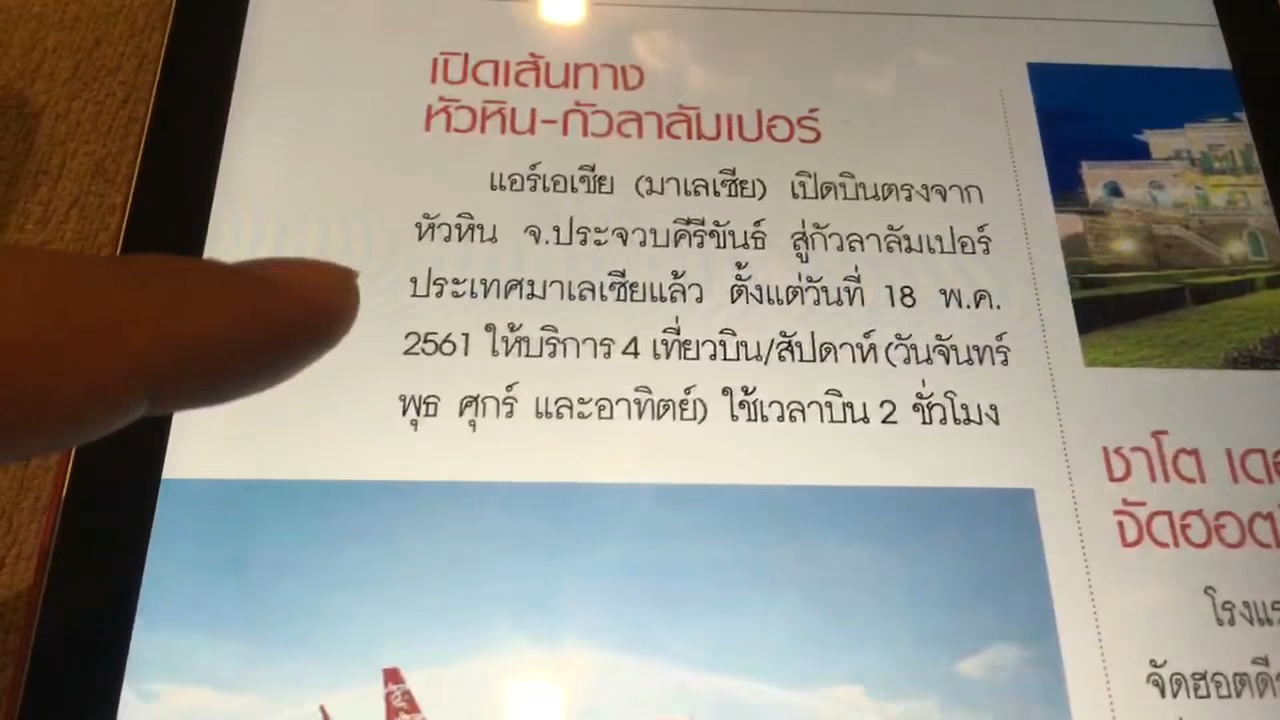 เปิดเส้นทาง
หัวหิน-กัวลาลัมเปอร์
แอร์เอเชีย (มาเลเซีย) เปิดบินตรงจาก
หัวหิน จ.ประจวบคีรีขันธ์ สู่กัวลาลัมเปอร์
ประเทศมาเลเซียแล้ว ตั้งแต่วันที่ 18 พ.ค.
2561 ให้บริการ 4 เที่ยวบิน/สัปดาห์ (วันจันทร์
พุธ ศุกร์ และอาทิตย์) ใช้เวลาบิน 2 ชั่วโมง
ชาโต เดอ
จัดฮอต
โรงแร
จัดฮอตดี